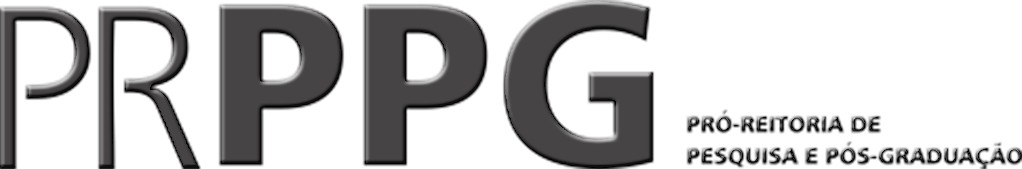 PRPPG
PRÓ-REITORIA DE
PESQUISA E PÓS-GRADUAÇÃO